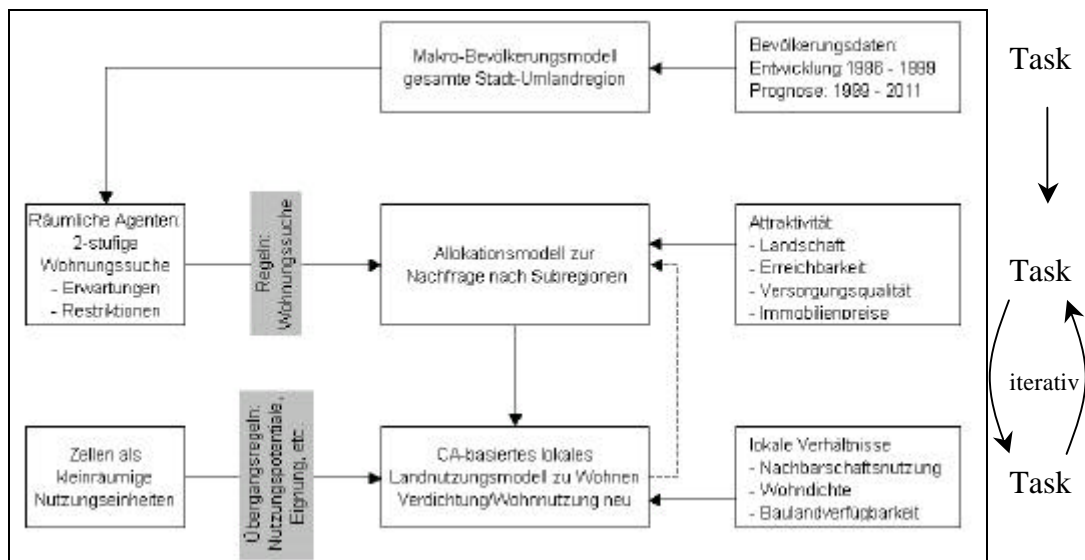 Makro-Bevölkerungsmodell
gesamte Stadt-Umlandregion
Bevölkerungsdaten:
Entwicklung 1986 - 1999
Prognose: 1999 - 2011
Task
Räumliche Agenten:
2-stufige
Wohnungssuche
- Erwartungen
- Restriktionen
Regeln:
Wohnungssuche
Allokationsmodell zur
Nachfrage nach Subregionen
Attraktivität:
- Landschaft
- Erreichbarkeit
- Versorgungsqualität
- Immobilienpreise
Task
iterativ
Zellen als
kleinräumige
Nutzungseinheiten
Übergangsregeln:
Nutzungspotentiale,
Eignung, etc.
CA-basiertes lokales
Landnutzungsmodell zu Wohnen
Verdichtung/Wohnnutzung neu
lokale Verhältnisse
- Nachbarschaftsnutzung
- Wohndichte
- Baulandverfügbarkeit
Task